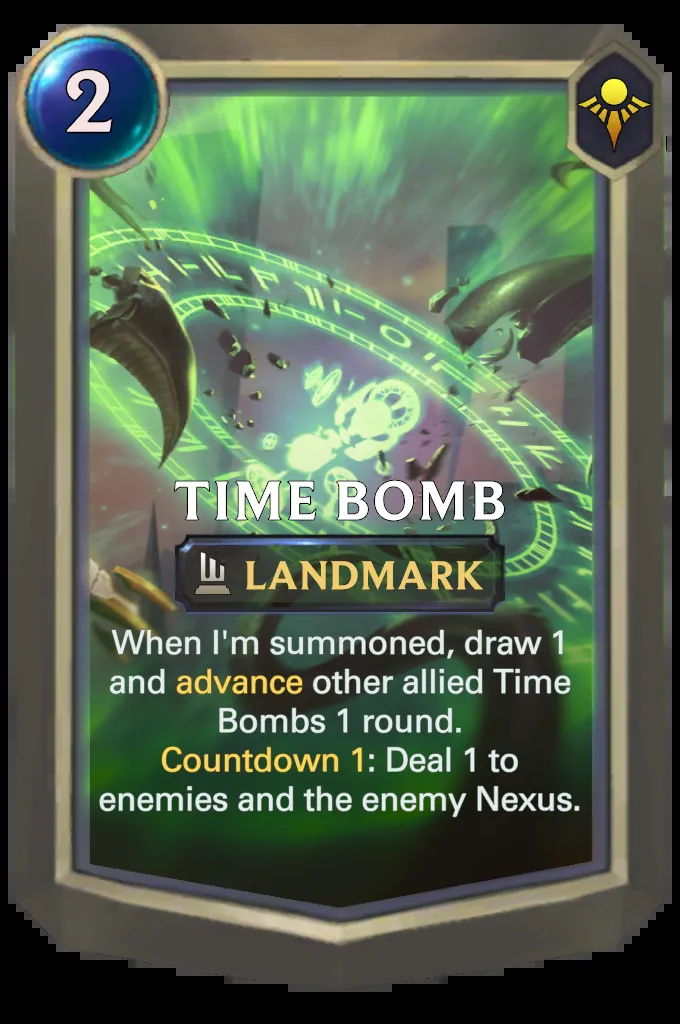 2
TIME BOMB
LANDMARK
When I'm summoned, draw 1
and advance other allied Time
Bombs 1 round.
Countdown 1: Deal 1 to
enemies and the enemy Nexus.